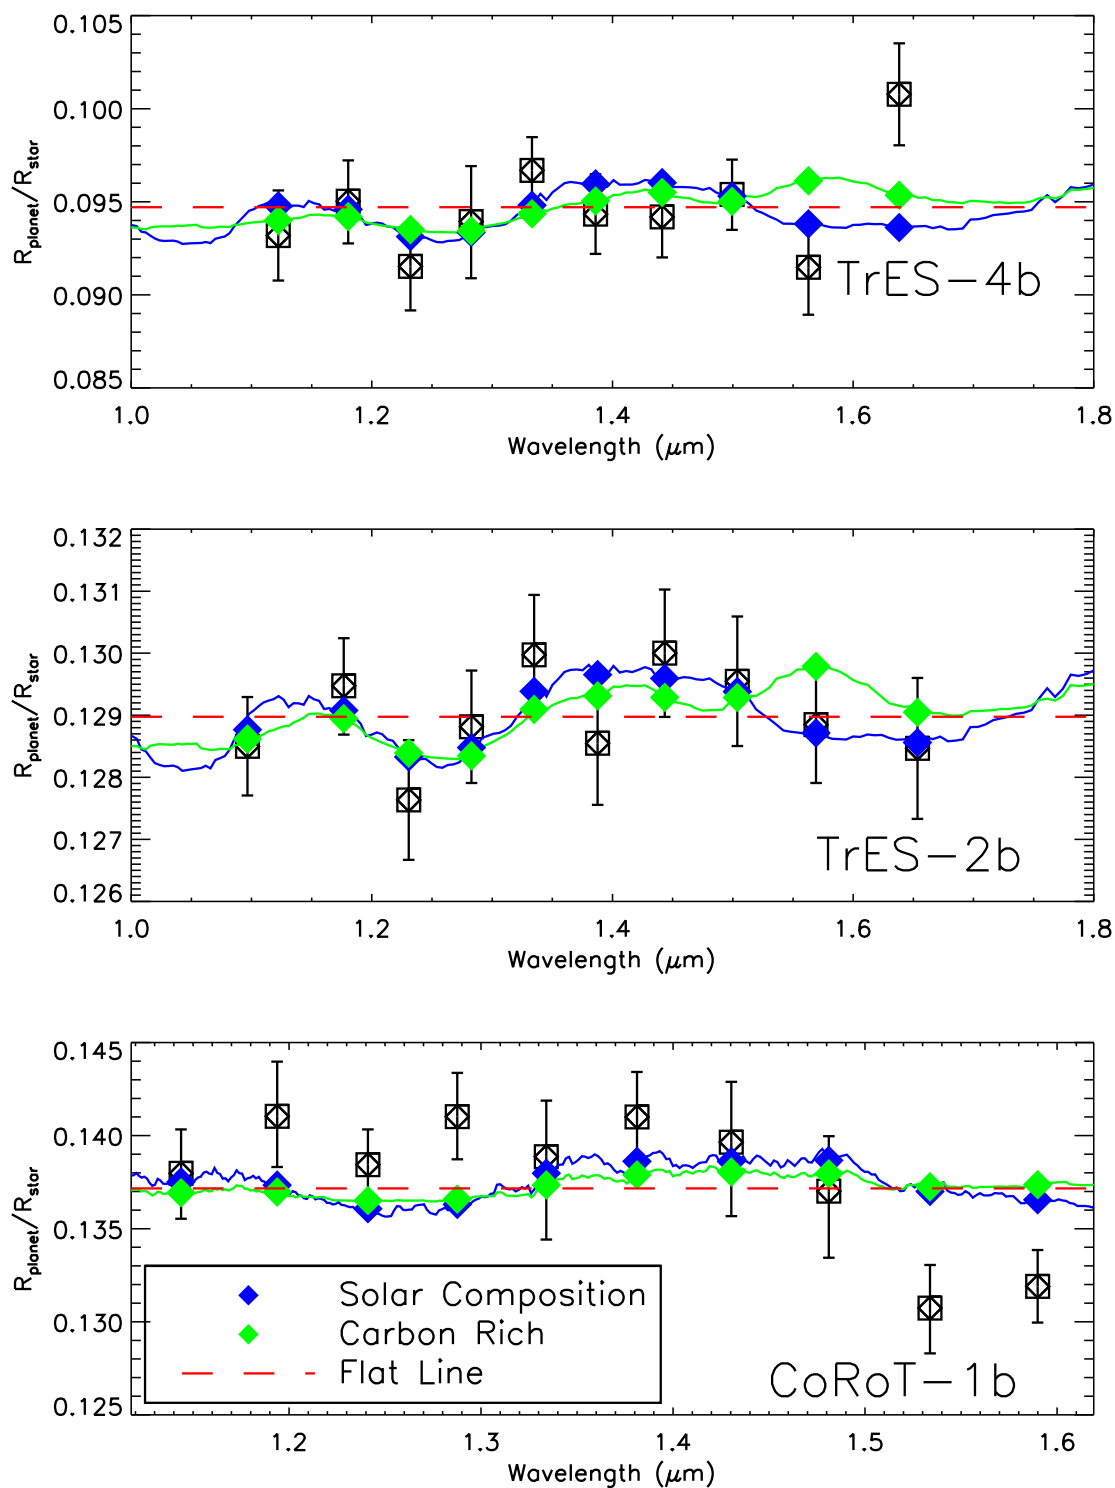 0.105
0.100
0.095
0.090
0.085
R_planet/R_star
TrES-4b
1.0 1.2 1.4 1.6 1.8
Wavelength (μm)
0.132
0.131
0.130
0.129
0.128
0.127
0.126
R_planet/R_star
TrES-2b
1.0 1.2 1.4 1.6 1.8
Wavelength (μm)
0.145
0.140
0.135
0.130
0.125
R_planet/R_star
Solar Composition
Carbon Rich
Flat Line
CoRoT-1b
1.2 1.3 1.4 1.5 1.6
Wavelength (μm)